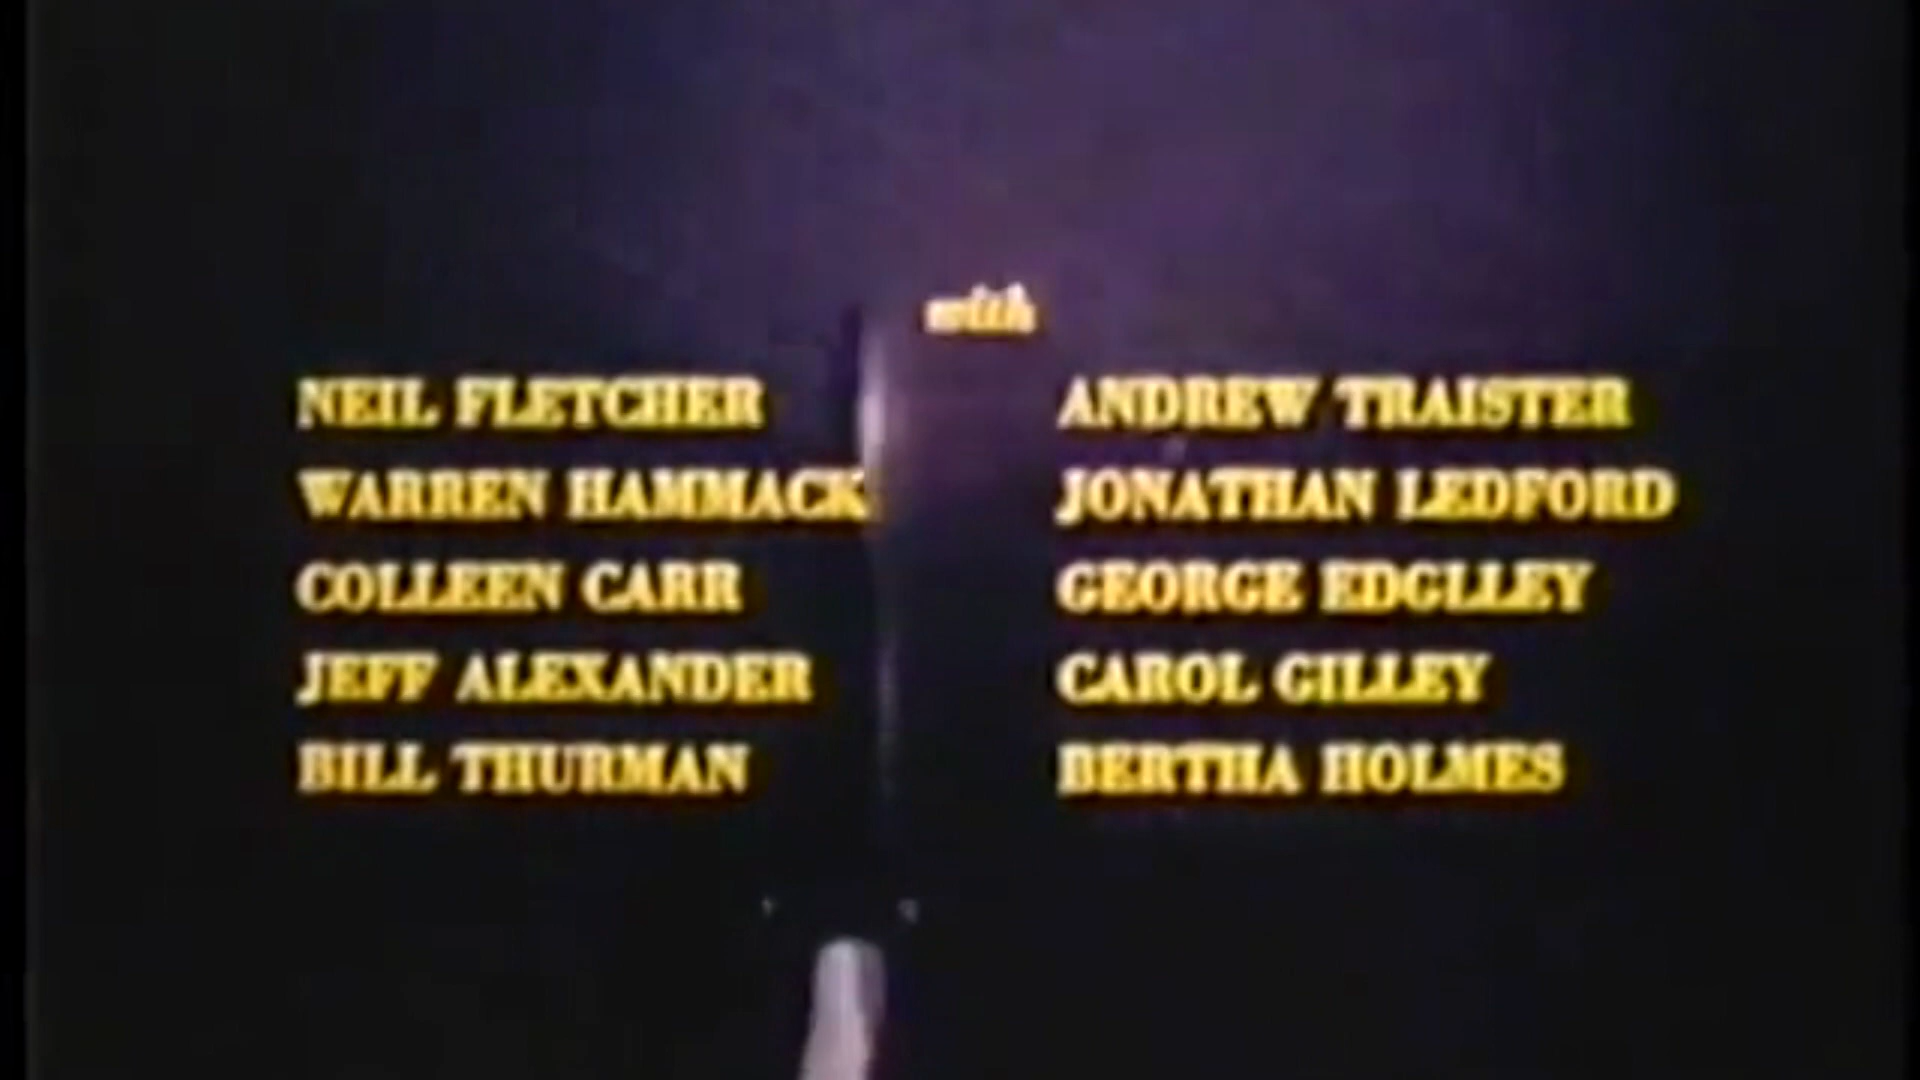 with
NEIL FLETCHER
WARREN HAMMACK
COLLEEN CARR
JEFF ALEXANDER
BILL THURMAN
ANDREW TRAISTER
JONATHAN LEDFORD
GEORGE EDGLLEY
CAROL GILLEY
BERTHA HOLMES